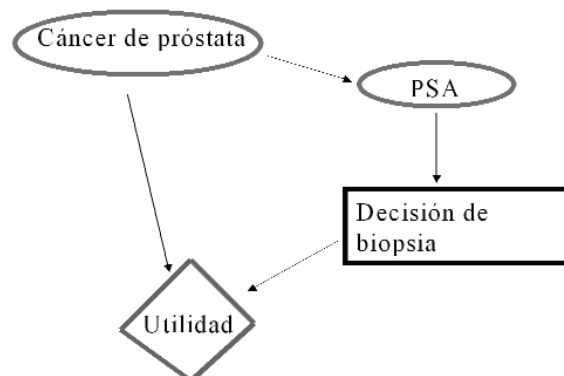 Cáncer de próstata
PSA
Decisión de
biopsia
Utilidad